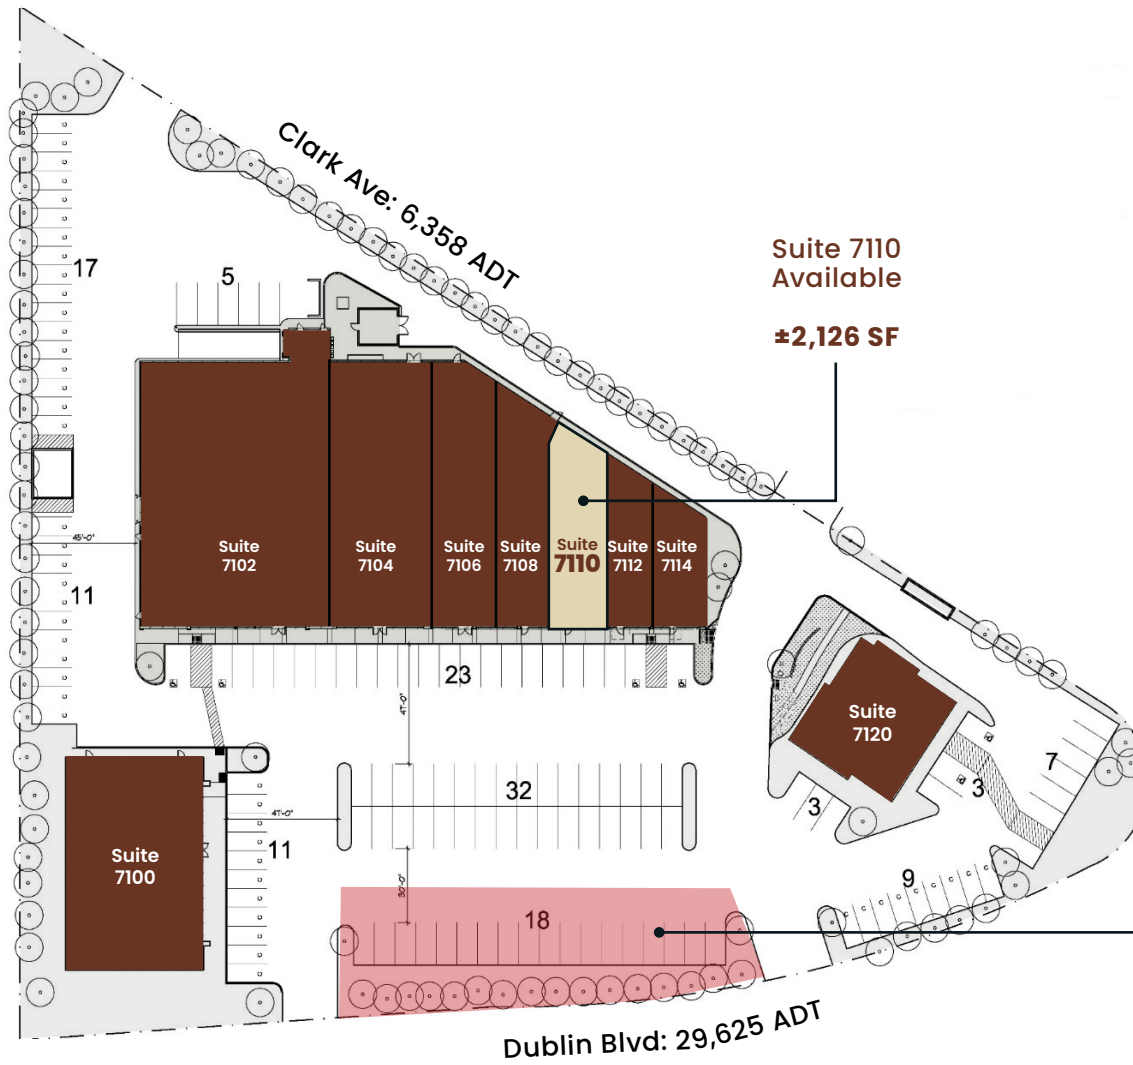 Clark Ave: 6,358 ADT
Suite 7110
Available
±2,126 SF
17
5
45'-0"
11
Suite
7102
Suite
7104
Suite
7106
Suite
7108
Suite
7110
Suite
7112
Suite
7114
23
47'-0"
32
Suite
7120
7
3
3
Suite
7100
11
47'-0"
30'-0"
18
9
Dublin Blvd: 29,625 ADT